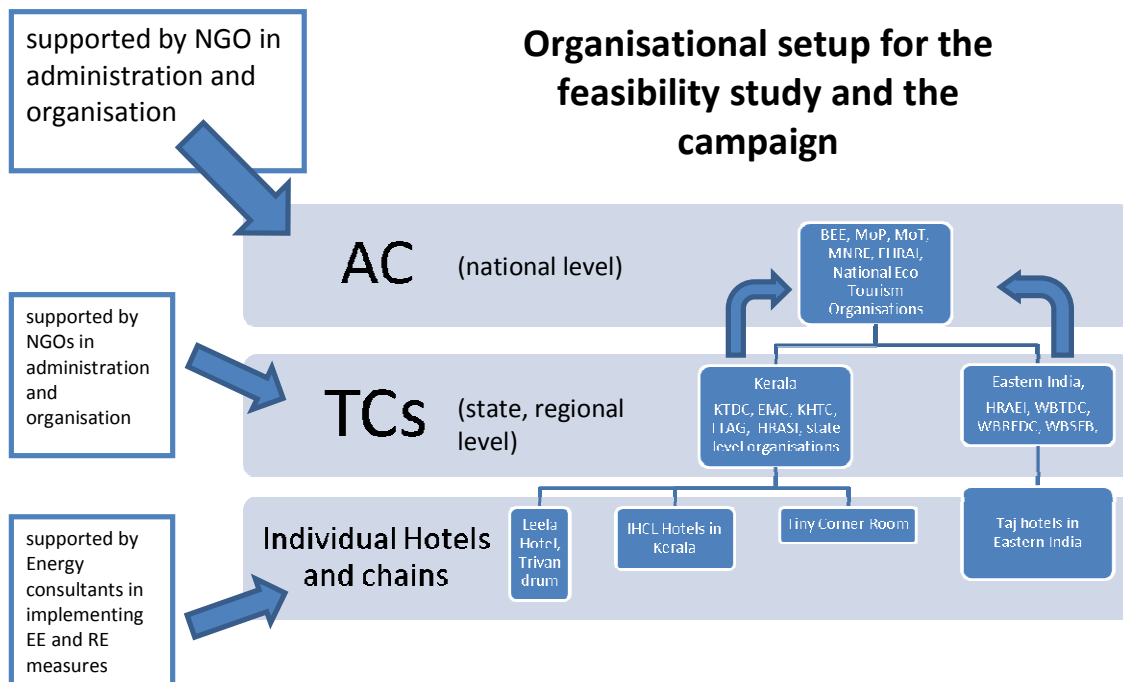 supported by NGO in
administration and
organisation
Organisational setup for the
feasibility study and the
campaign
AC
(national level)
BEE, MoP, MoT,
MNRE, FHRAI,
National Eco
Tourism
Organisations
supported by
NGOs in
administration
and
organisation
TCs
(state, regional
level)
Kerala
KTDC, EMC, KHTC,
HRASI, state
level organisations
Eastern India,
HRAEI, WBTDC,
WBREDC, WBSEB,
supported by
Energy
consultants in
implementing
EE and RE
measures
Individual Hotels
and chains
Leela
Hotel,
Trivan
drum
IHCL Hotels in
Kerala
Tiny Corner Room
Taj hotels in
Eastern India